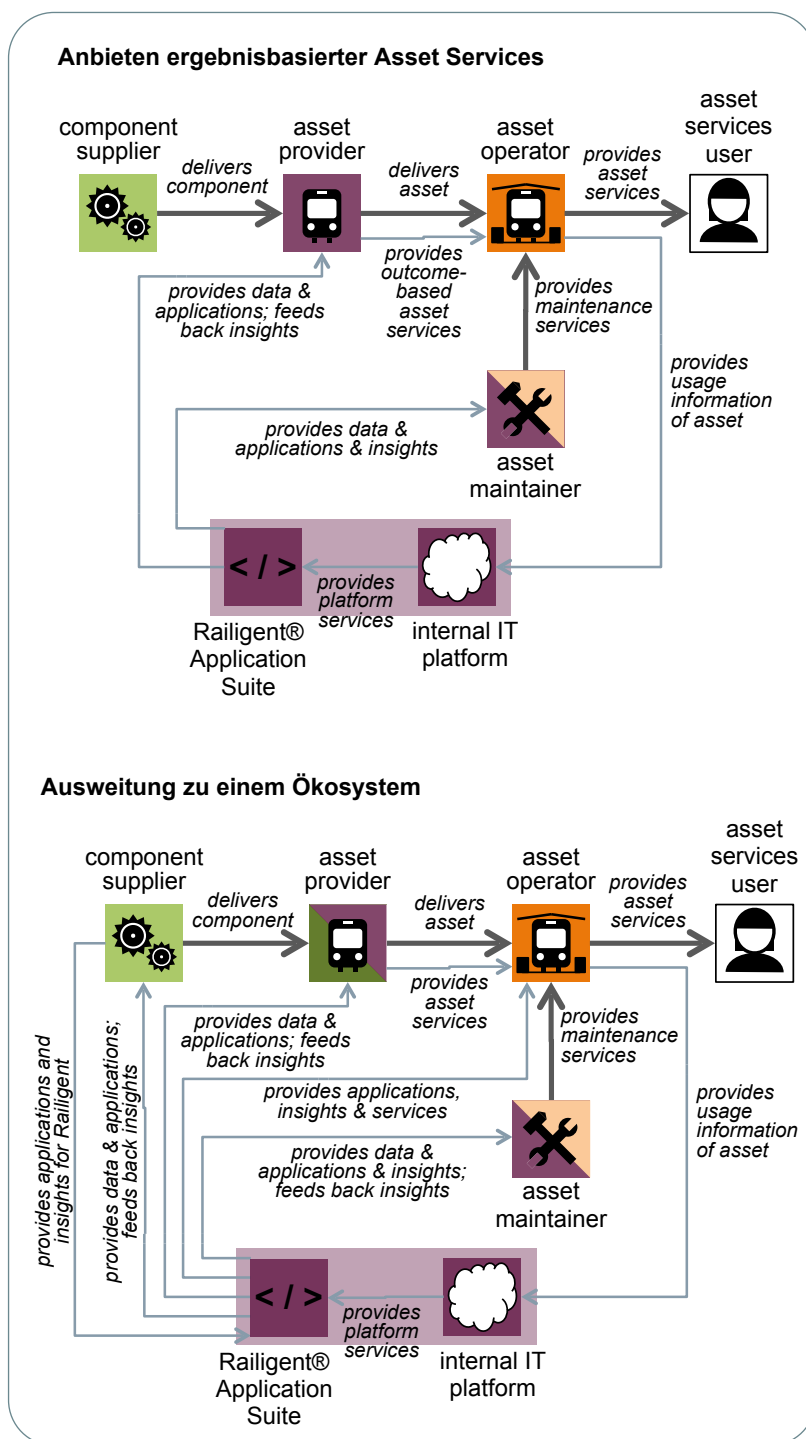 Anbieten ergebnisbasierter Asset Services
component
supplier
delivers
component
asset
provider
delivers
asset
asset
operator
provides
asset
services
asset
services
user
provides data &
applications; feeds
back insights
provides
outcome-
based
asset
services
provides
maintenance
services
provides
usage
information
of asset
provides data &
applications & insights
asset
maintainer
< / >
provides
platform
services
Railigent®
Application
Suite
internal IT
platform
Ausweitung zu einem Ökosystem
component
supplier
delivers
component
asset
provider
delivers
asset
asset
operator
provides
asset
services
asset
services
user
provides applications and
insights for Railigent
provides data & applications;
feeds back insights
provides data &
applications; feeds
back insights
provides
asset
services
provides
maintenance
services
provides applications,
insights & services
provides
usage
information
of asset
provides data &
applications & insights;
feeds back insights
asset
maintainer
< / >
provides
platform
services
Railigent®
Application
Suite
internal IT
platform